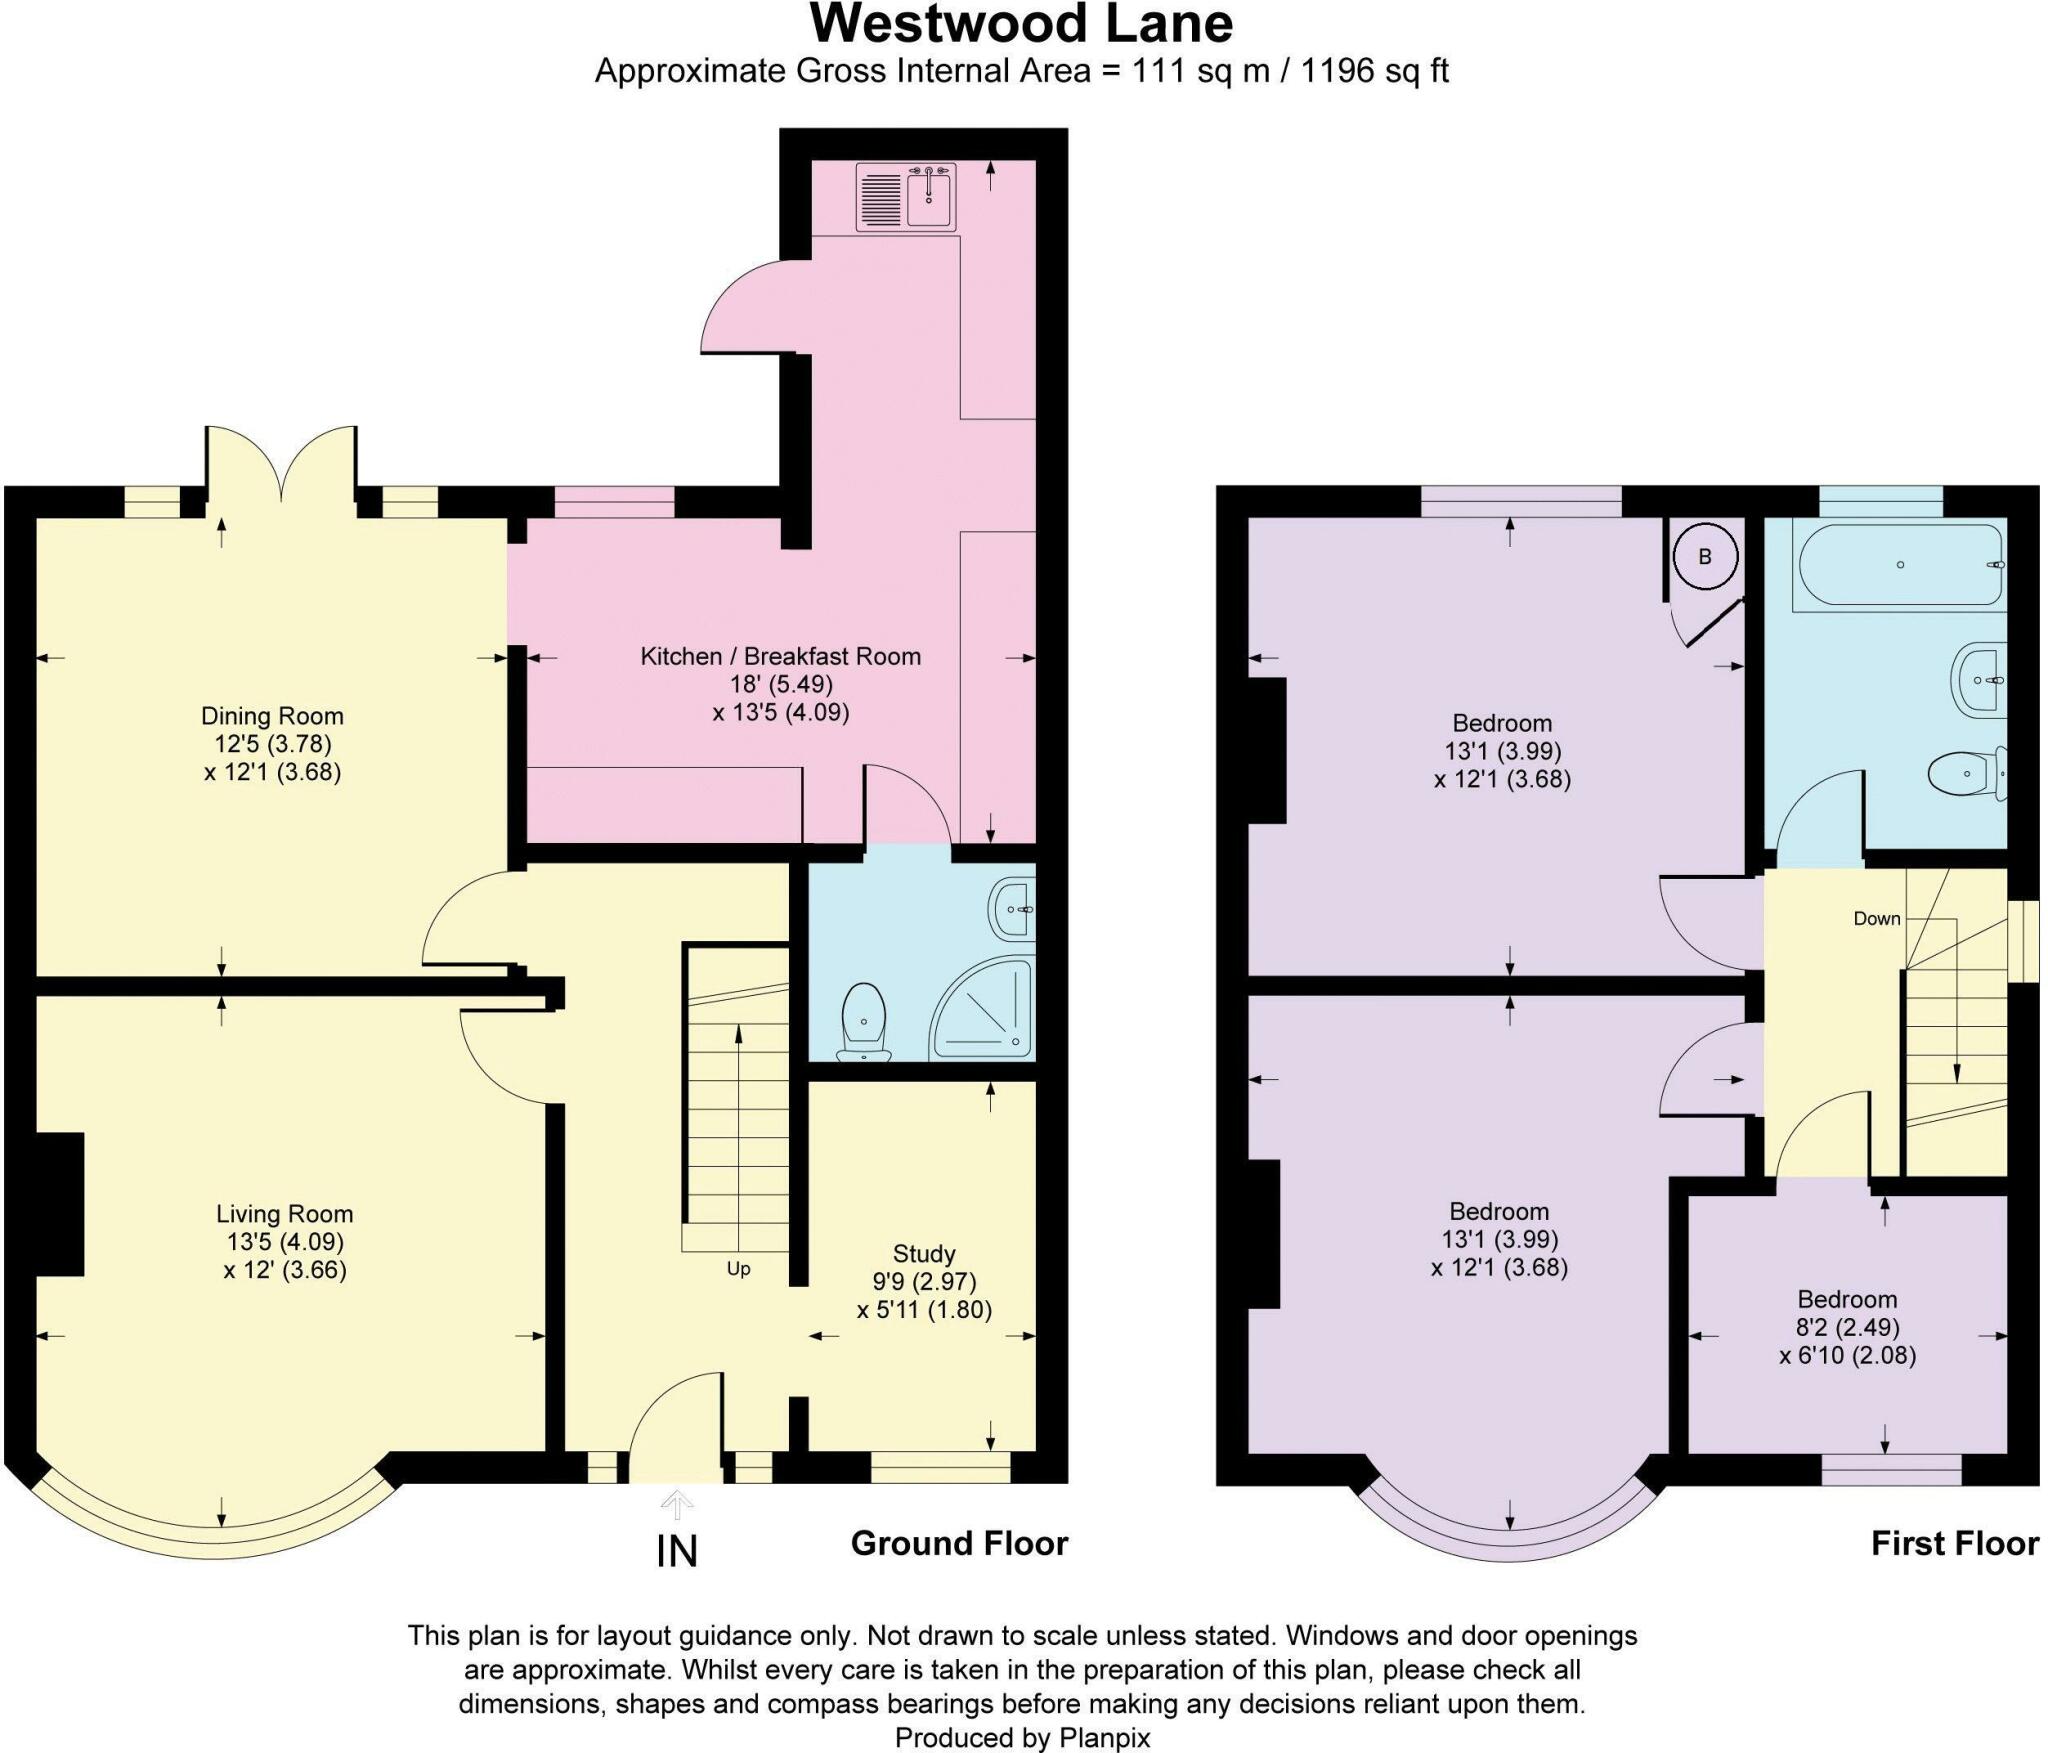 Westwood Lane
Approximate Gross Internal Area = 111 sq m / 1196 sq ft
Kitchen / Breakfast Room
18' (5.49)
x 13'5 (4.09)
Dining Room
12'5 (3.78)
x 12'1 (3.68)
Living Room
13'5 (4.09)
x 12' (3.66)
Up
Study
9'9 (2.97)
x 5'11 (1.80)
IN
Ground Floor
B
Bedroom
13'1 (3.99)
x 12'1 (3.68)
Down
Bedroom
13'1 (3.99)
x 12'1 (3.68)
Bedroom
8'2 (2.49)
x 6'10 (2.08)
First Floor
This plan is for layout guidance only. Not drawn to scale unless stated. Windows and door openings
are approximate. Whilst every care is taken in the preparation of this plan, please check all
dimensions, shapes and compass bearings before making any decisions reliant upon them.
Produced by Planpix